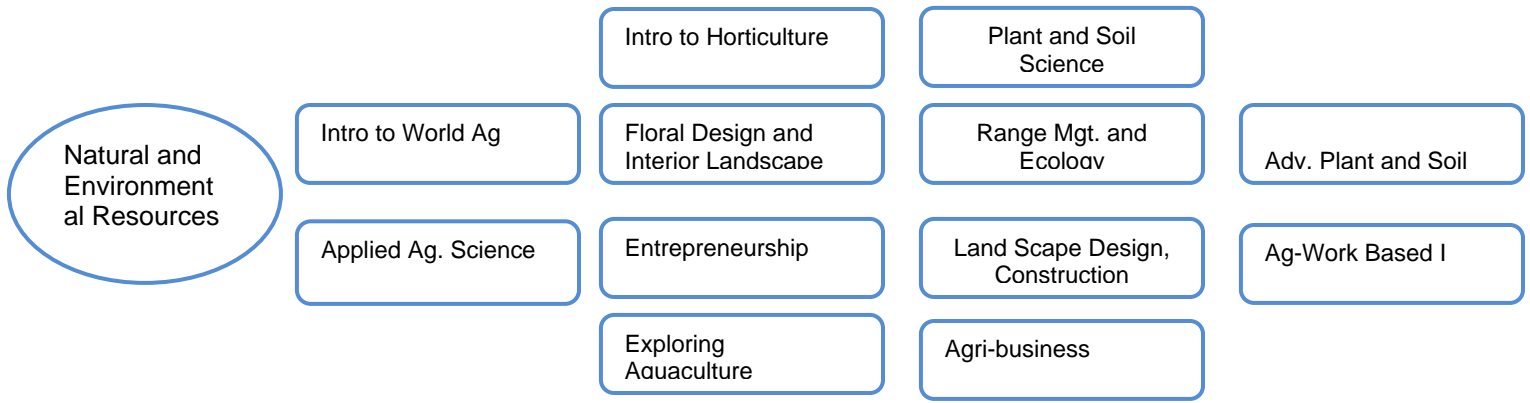 Natural and
Environment
al Resources
Intro to World Ag
Applied Ag. Science
Intro to Horticulture
Floral Design and
Interior Landscape
Entrepreneurship
Exploring
Aquaculture
Plant and Soil
Science
Range Mgt. and
Ecology
Land Scape Design,
Construction
Agri-business
Adv. Plant and Soil
Ag-Work Based I